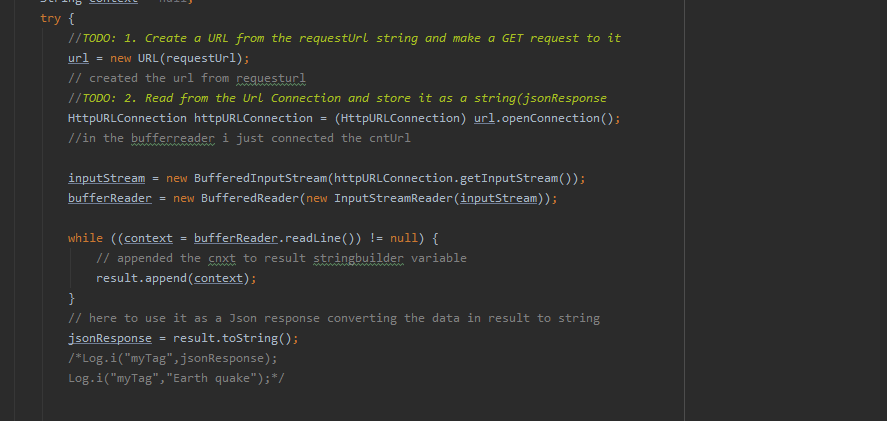 String context = null;
try {
//TODO: 1. Create a URL from the requestUrl string and make a GET request to it
url = new URL(requestUrl);
// created the url from requesturl
//TODO: 2. Read from the Url Connection and store it as a string(jsonResponse
HttpURLConnection httpURLConnection = (HttpURLConnection) url.openConnection();
//in the bufferreader i just connected the cntUrl
inputStream = new BufferedInputStream(httpURLConnection.getInputStream());
bufferReader = new BufferedReader(new InputStreamReader(inputStream));
while ((context = bufferReader.readLine()) != null) {
// appended the cnxt to result stringbuilder variable
result.append(context);
}
// here to use it as a Json response converting the data in result to string
jsonResponse = result.toString();
/*Log.i("myTag",jsonResponse);
Log.i("myTag","Earth quake");*/